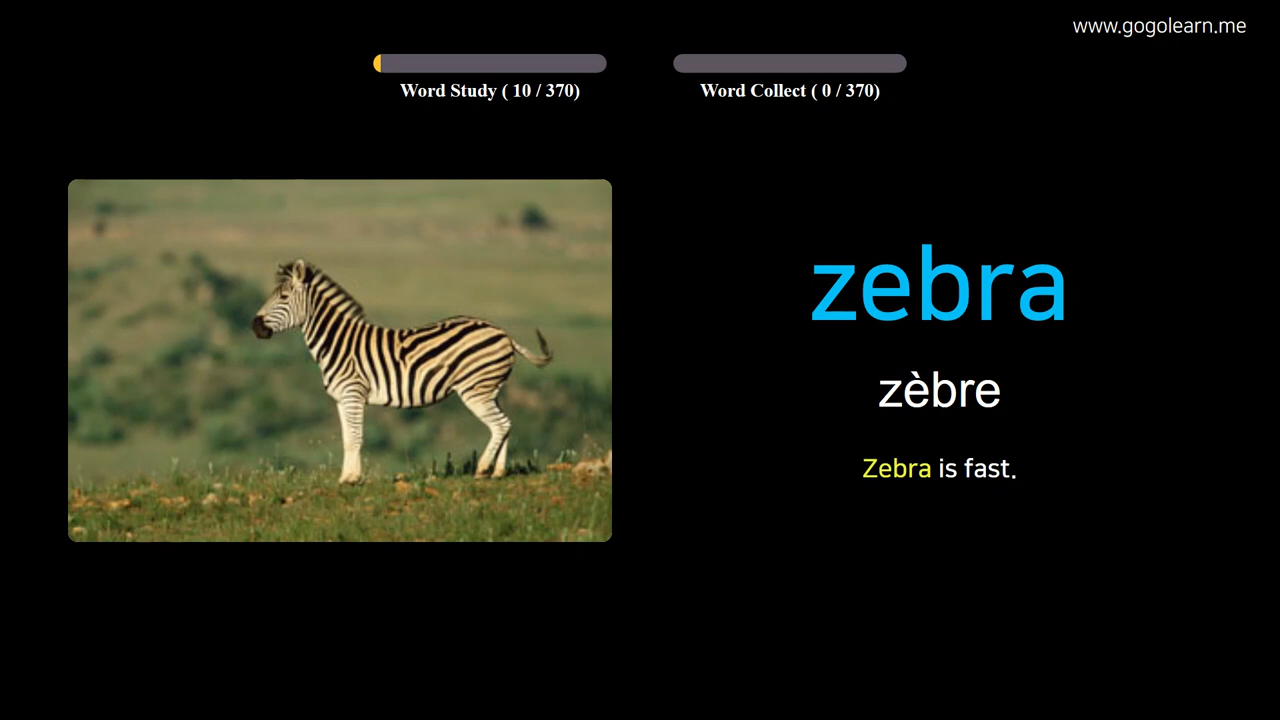 www.gogolearn.me
Word Study ( 10 / 370)
Word Collect ( 0 / 370)
zebra
zèbre
Zebra is fast.